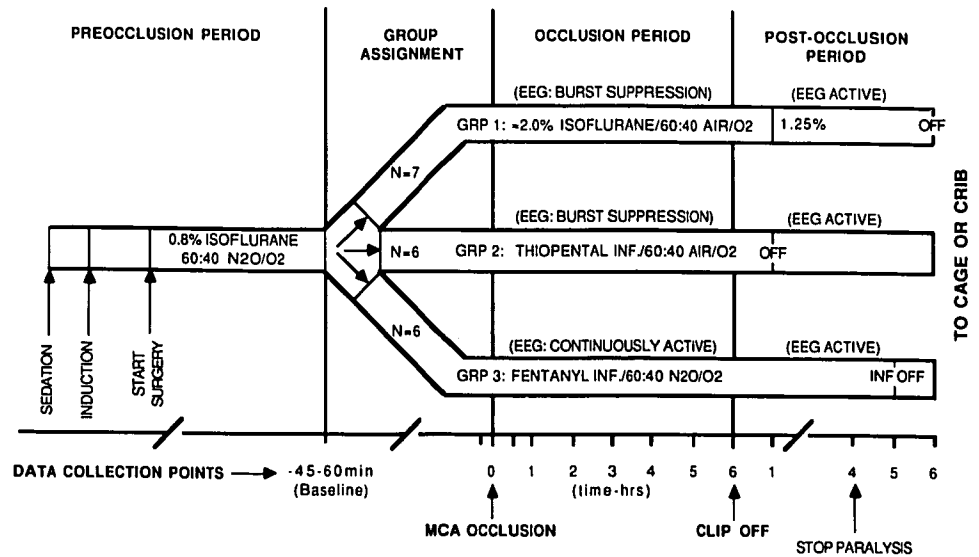 PREOCCLUSION PERIOD
GROUP
ASSIGNMENT
OCCLUSION PERIOD
POST-OCCLUSION
PERIOD
(EEG: BURST SUPPRESSION)
(EEG ACTIVE)
GRP 1: ≈2.0% ISOFLURANE/60:40 AIR/O2
1.25%
OFF
N=7
(EEG: BURST SUPPRESSION)
(EEG ACTIVE)
0.8% ISOFLURANE
60:40 N2O/O2
N=6
GRP 2: THIOPENTAL INF./60:40 AIR/O2
OFF
N=6
(EEG: CONTINUOUSLY ACTIVE)
(EEG ACTIVE)
GRP 3: FENTANYL INF./60:40 N2O/O2
INF OFF
TO CAGE OR CRIB
SEDATION
INDUCTION
START
SURGERY
DATA COLLECTION POINTS
-45-60min
(Baseline)
0 1 2 3 4 5 6 1 4 5 6
(time-hrs)
MCA OCCLUSION
CLIP OFF
STOP PARALYSIS